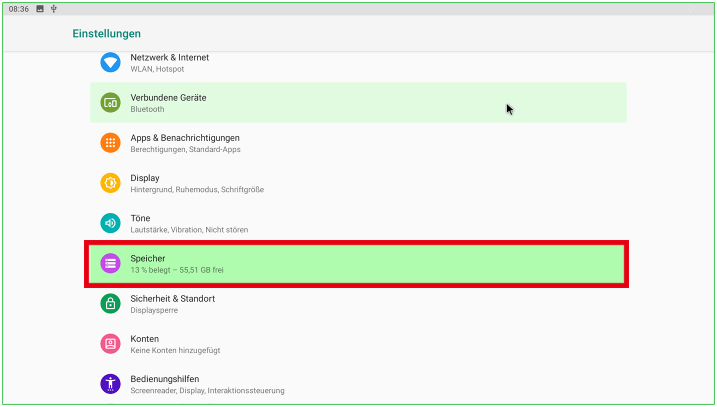 08:36
Einstellungen
Netzwerk & Internet
WLAN, Hotspot
Verbundene Geräte
Bluetooth
Apps & Benachrichtigungen
Berechtigungen, Standard-Apps
Display
Hintergrund, Ruhemodus, Schriftgröße
Töne
Lautstärke, Vibration, Nicht stören
Speicher
13 % belegt – 55,51 GB frei
Sicherheit & Standort
Displaysperre
Konten
Keine Konten hinzugefügt
Bedienungshilfen
Screenreader, Display, Interaktionssteuerung